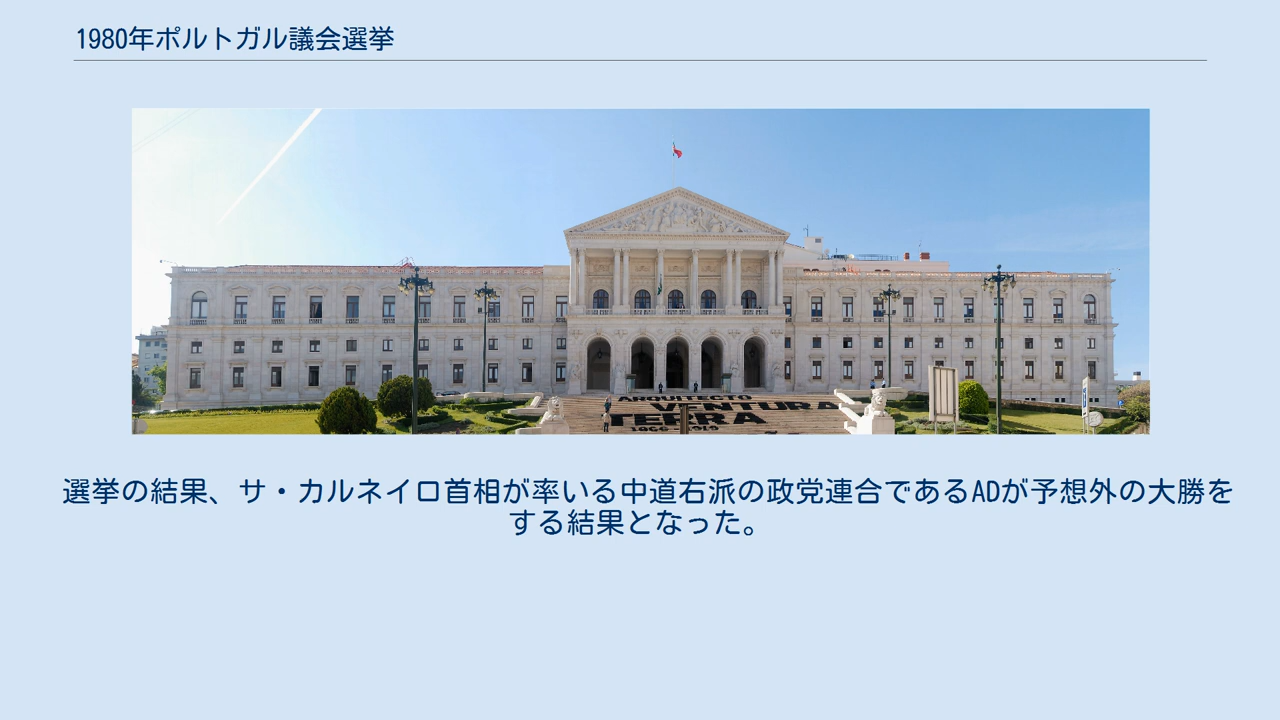 1980年ポルトガル議会選挙
ARQUITECTO
VENTURA
TERRA
選挙の結果、サ・カルネイロ首相が率いる中道右派の政党連合であるADが予想外の大勝を
する結果となった。